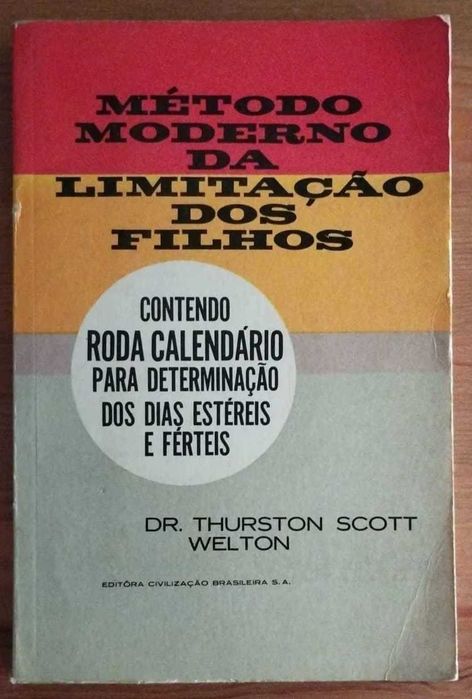 MÉTODO
MODERNO
DA
LIMITAÇÃO
DOS
FILHOS
CONTENDO
RODA CALENDÁRIO
PARA DETERMINAÇÃO
DOS DIAS ESTÉREIS
E FÉRTEIS
DR. THURSTON SCOTT
WELTON
EDITÔRA CIVILIZAÇÃO BRASILEIRA S.A.